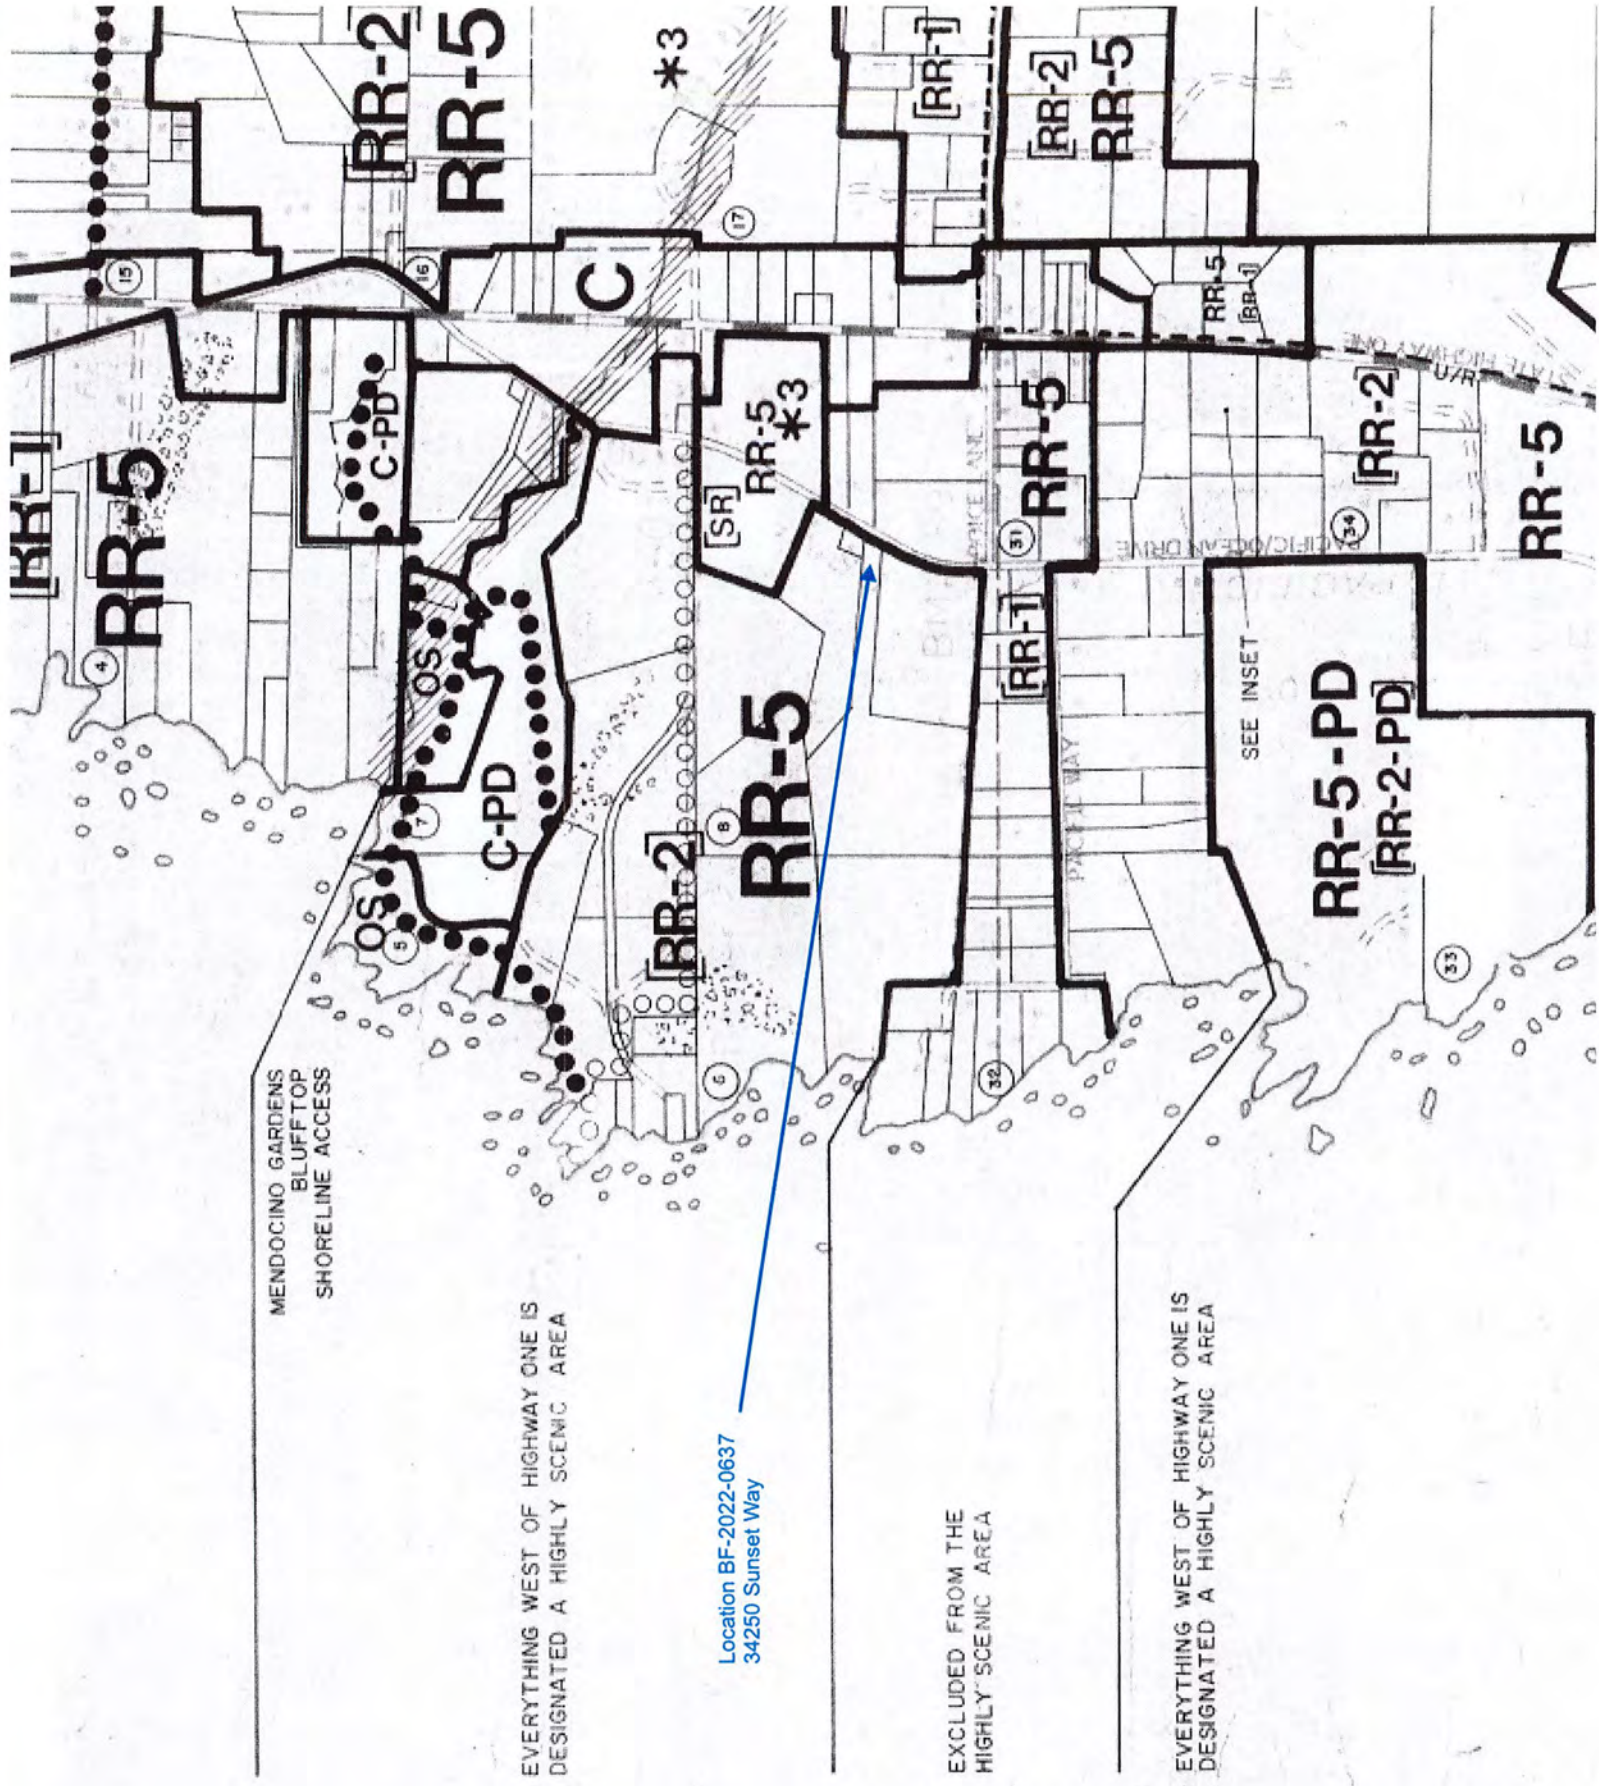 RR-2
RR-5
*3
[RR-1]
[RR-2]
RR-5
15
16
17
C
RR-5
[RR-1]
RR-5
C-PD
[SR]
RR-5
*3
RR-5
31
PACIFIC/OCEAN DRIVE
34
[RR-2]
U/R
STATE HIGHWAY ONE
RR-5
4
OS
7
C-PD
OS
5
[RR-2]
8
RR-5
6
[RR-1]
PACIFIC WAY
32
SEE INSET
RR-5-PD
[RR-2-PD]
33
MENDOCINO GARDENS
BLUFFTOP
SHORELINE ACCESS
EVERYTHING WEST OF HIGHWAY ONE IS
DESIGNATED A HIGHLY SCENIC AREA
Location BF-2022-0637
34250 Sunset Way
EXCLUDED FROM THE
HIGHLY SCENIC AREA
EVERYTHING WEST OF HIGHWAY ONE IS
DESIGNATED A HIGHLY SCENIC AREA